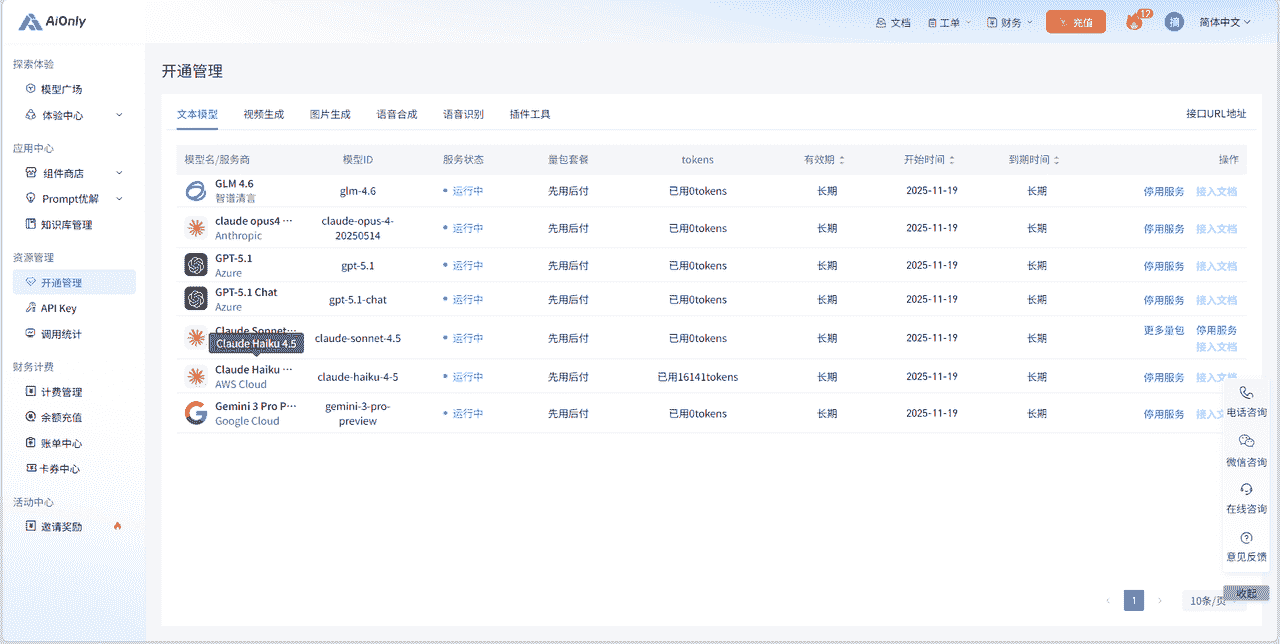 AiOnly
文档
工单
财务
充值
12
简体中文
探索体验
模型广场
体验中心
应用中心
组件商店
Prompt优解
知识库管理
资源管理
开通管理
API Key
调用统计
财务计费
计费管理
余额充值
账单中心
卡券中心
活动中心
邀请奖励
开通管理
文本模型 视频生成 图片生成 语音合成 语音识别 插件工具 接口URL地址
模型名/服务商 模型ID 服务状态 量包套餐 tokens 有效期 开始时间 到期时间 操作
GLM 4.6
智谱清言
glm-4.6 运行中 先用后付 已用0tokens 长期 2025-11-19 长期 停用服务 接入文档
claude opus4 ···
Anthropic
claude-opus-4-
20250514
运行中 先用后付 已用0tokens 长期 2025-11-19 长期 停用服务 接入文档
GPT-5.1
Azure
gpt-5.1 运行中 先用后付 已用0tokens 长期 2025-11-19 长期 停用服务 接入文档
GPT-5.1 Chat
Azure
gpt-5.1-chat 运行中 先用后付 已用0tokens 长期 2025-11-19 长期 停用服务 接入文档
Claude Sonnet···
Claude Haiku 4.5
claude-sonnet-4.5 运行中 先用后付 已用0tokens 长期 2025-11-19 长期 更多量包 停用服务
接入文档
Claude Haiku ···
AWS Cloud
claude-haiku-4-5 运行中 先用后付 已用16141tokens 长期 2025-11-19 长期 停用服务 接入文档
Gemini 3 Pro P···
Google Cloud
gemini-3-pro-
preview
运行中 先用后付 已用0tokens 长期 2025-11-19 长期 停用服务 接入文
电话咨询
微信咨询
在线咨询
意见反馈
收起
1
10条/页